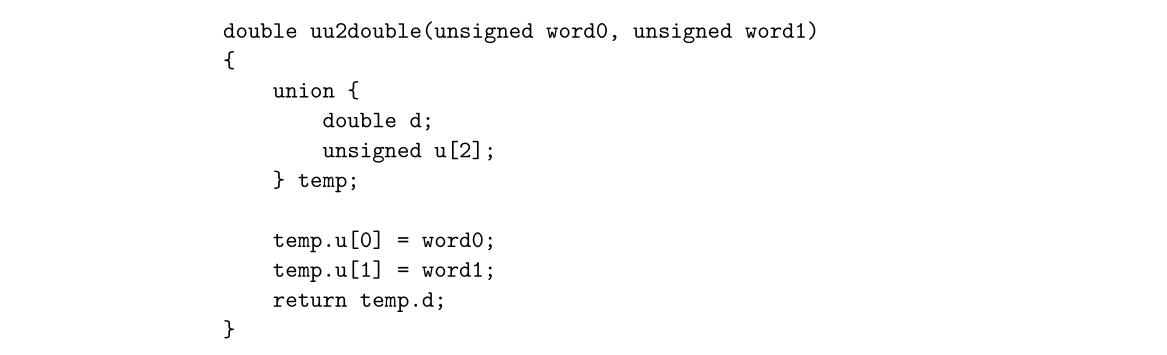 double uu2double(unsigned word0, unsigned word1)
{
    union {
        double d;
        unsigned u[2];
    } temp;

    temp.u[0] = word0;
    temp.u[1] = word1;
    return temp.d;
}